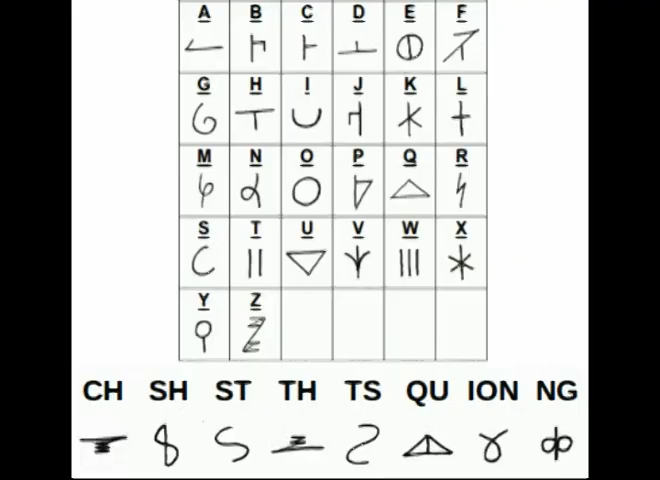 A B C D E F
G H I J K L
M N O P Q R
S T U V W X
Y Z
CH SH ST TH TS QU ION NG